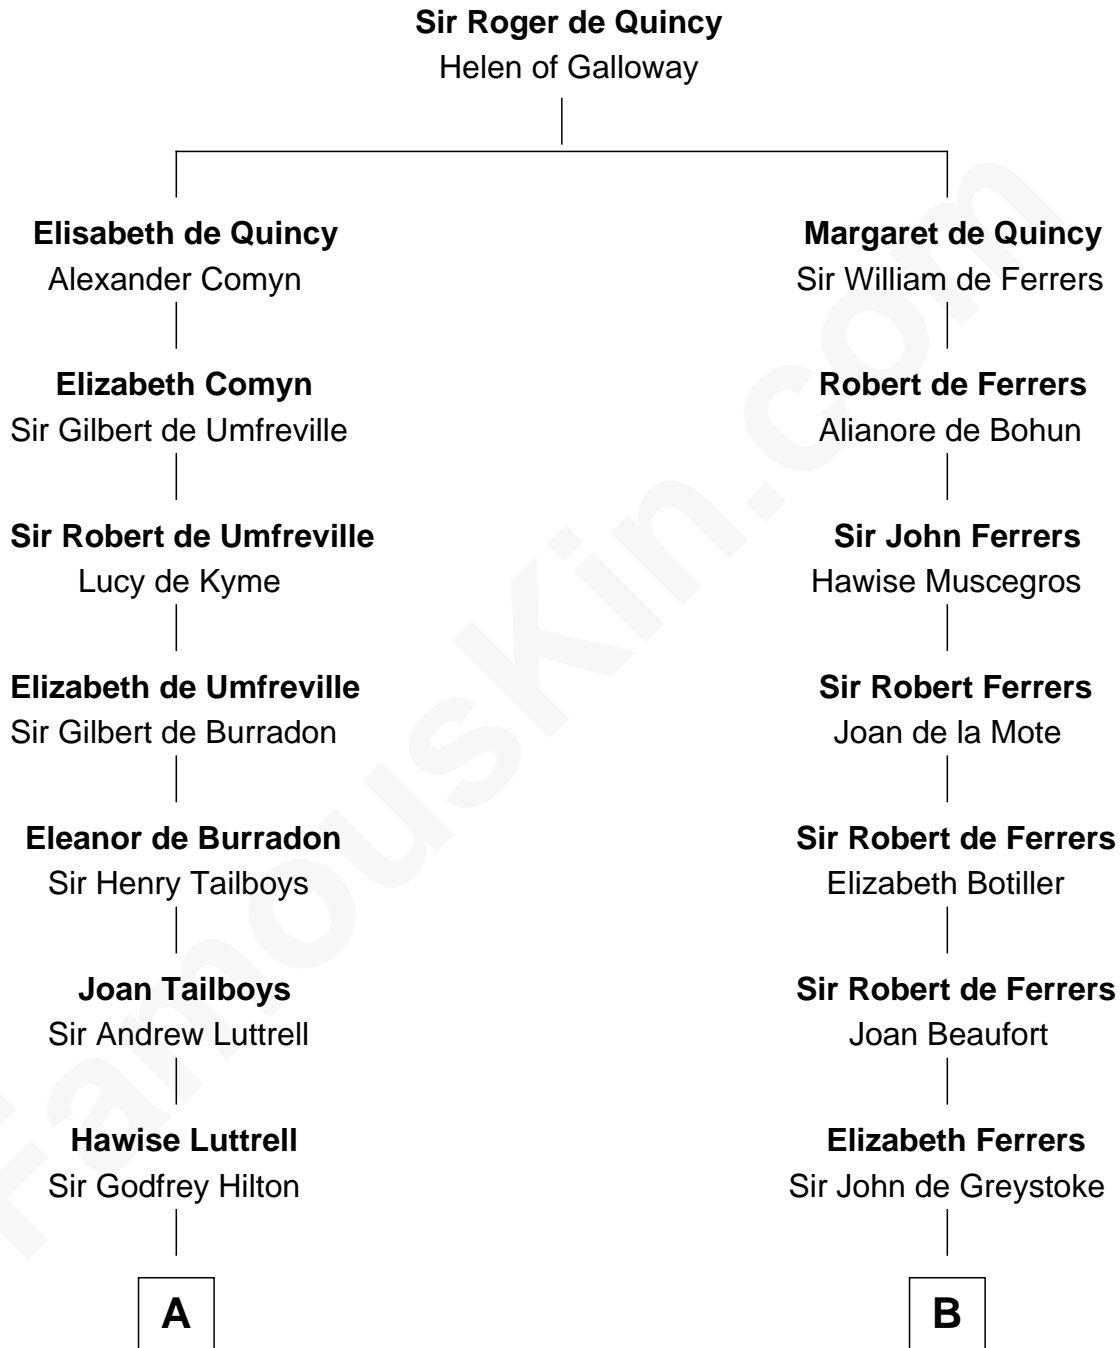 Sir Roger de Quincy
Helen of Galloway
Elisabeth de Quincy
Alexander Comyn
Margaret de Quincy
Sir William de Ferrers
Elizabeth Comyn
Sir Gilbert de Umfreville
Robert de Ferrers
Alianore de Bohun
Sir Robert de Umfreville
Lucy de Kyme
Sir John Ferrers
Hawise Muscegros
Elizabeth de Umfreville
Sir Gilbert de Burradon
Sir Robert Ferrers
Joan de la Mote
Eleanor de Burradon
Sir Henry Tailboys
Sir Robert de Ferrers
Elizabeth Botiller
Joan Tailboys
Sir Andrew Luttrell
Sir Robert de Ferrers
Joan Beaufort
Hawise Luttrell
Sir Godfrey Hilton
Elizabeth Ferrers
Sir John de Greystoke
A
B
FamousKin.com